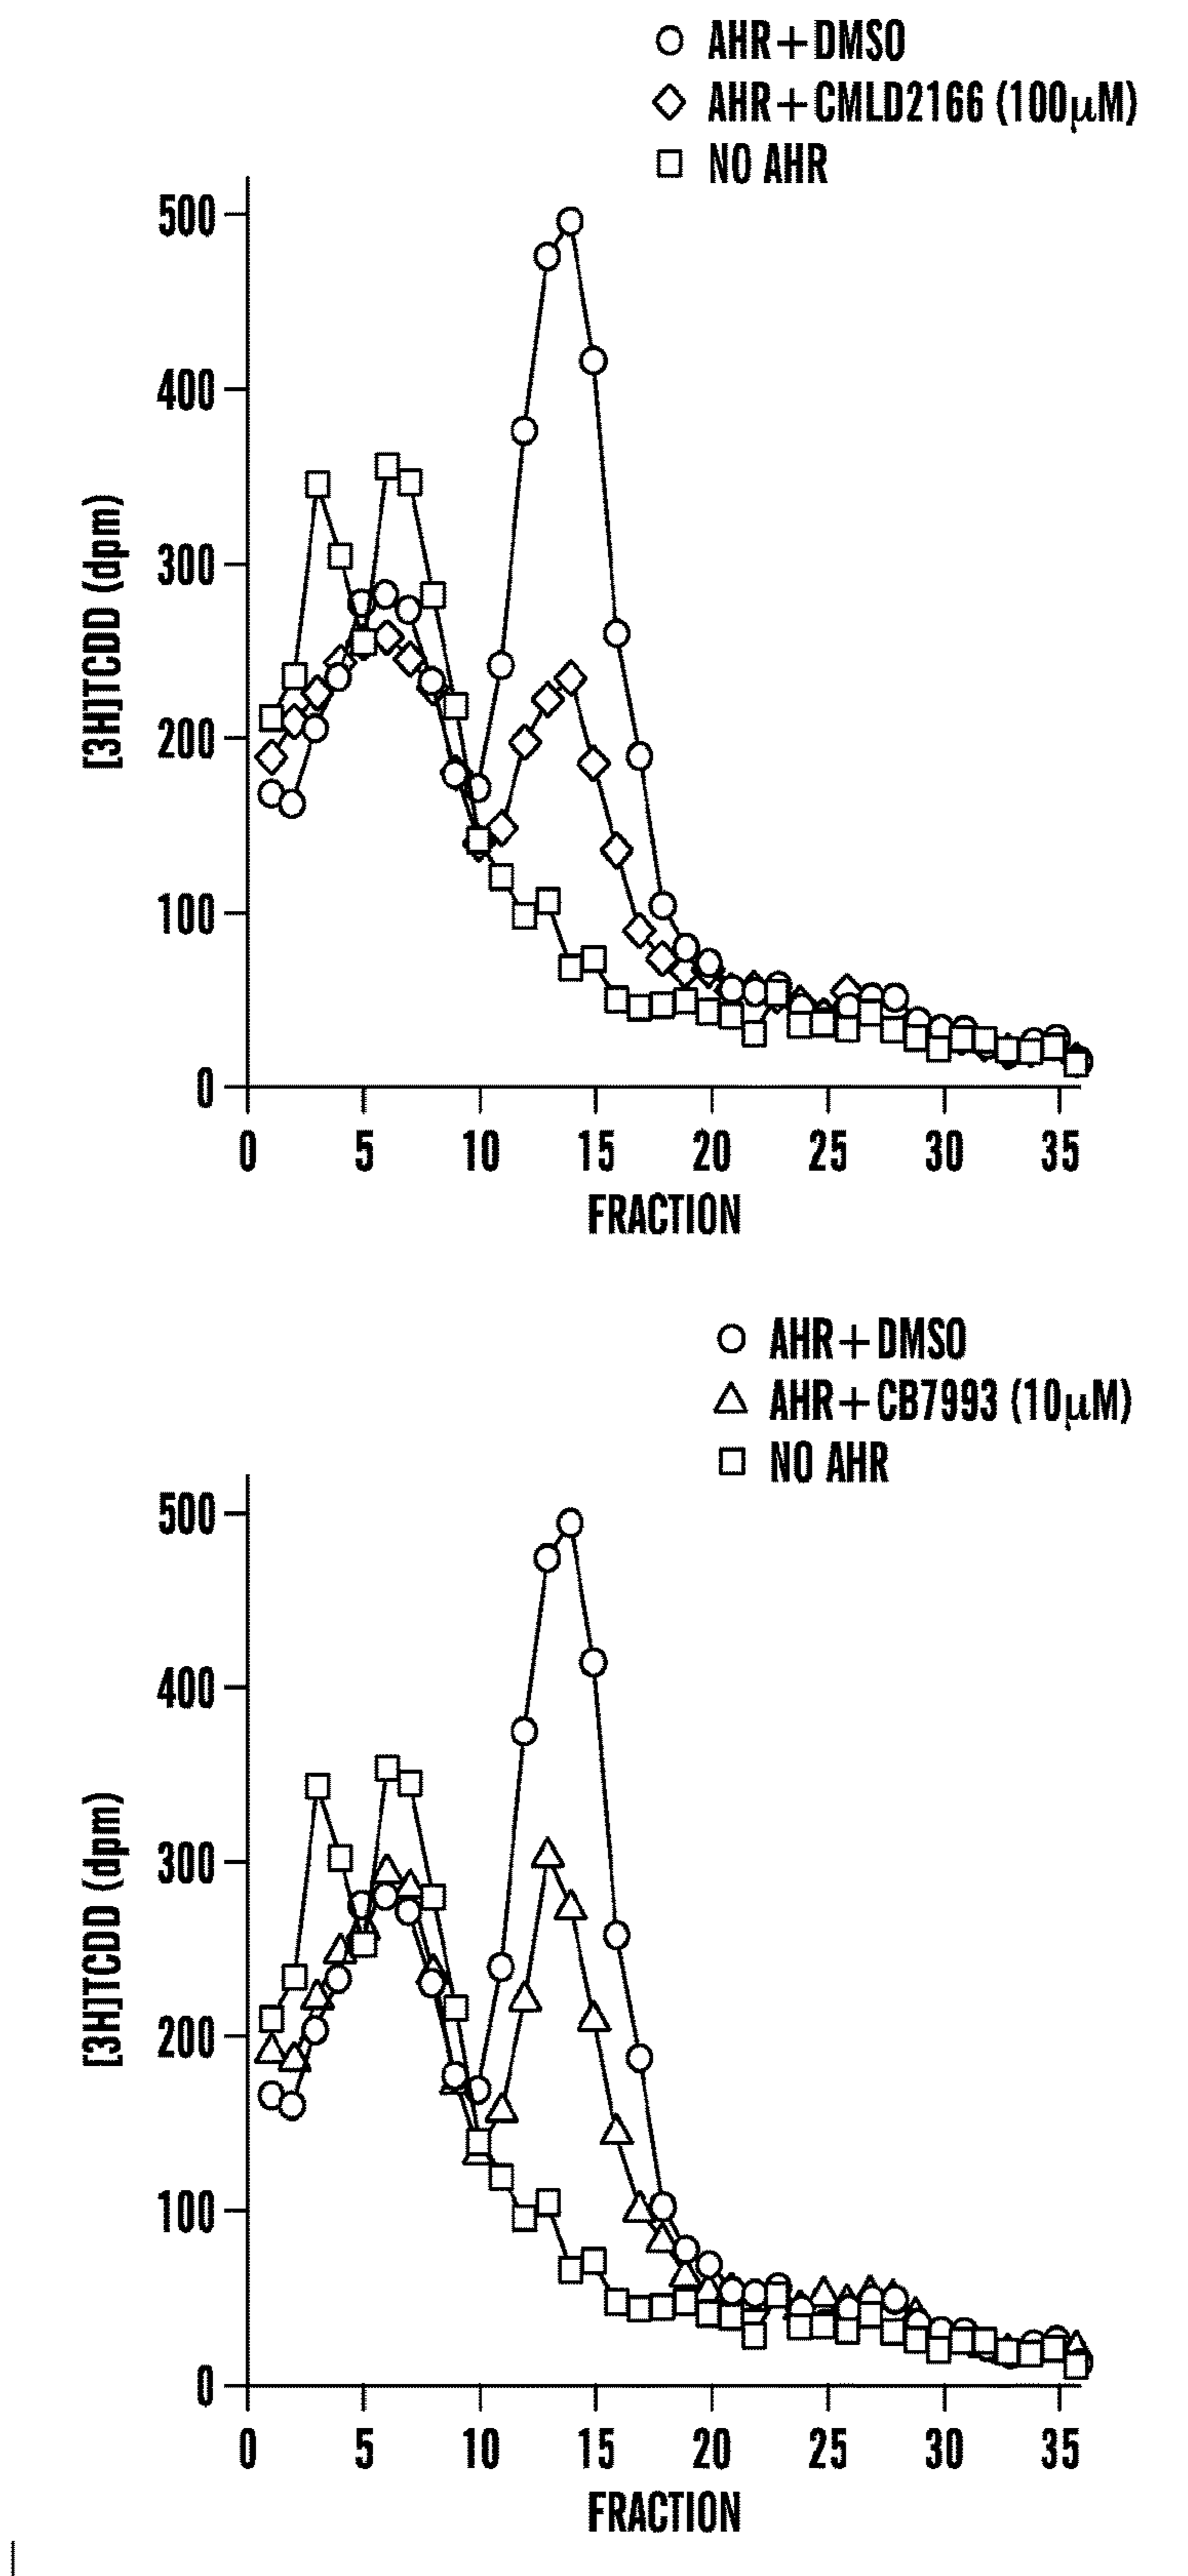 AHR+DMSO
AHR+CMLD2166 (100µM)
NO AHR
500
400
300
200
100
0
[3H]TCDD (dpm)
0 5 10 15 20 25 30 35
FRACTION
AHR+DMSO
AHR+CB7993 (10µM)
NO AHR
500
400
300
200
100
0
[3H]TCDD (dpm)
0 5 10 15 20 25 30 35
FRACTION